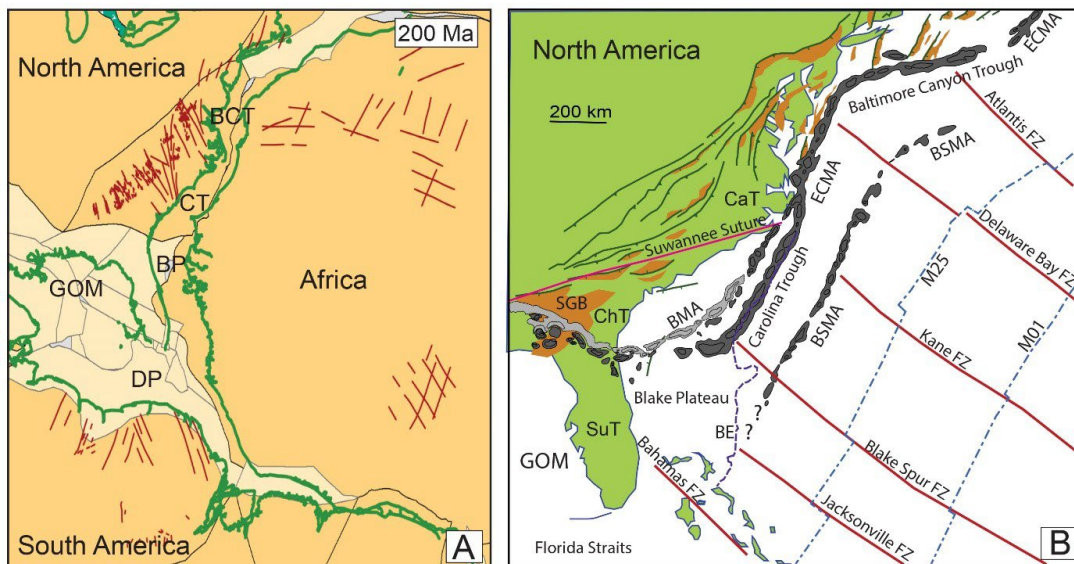 200 Ma
North America
BCT
CT
BP
GOM
Africa
DP
South America
A
North America
200 km
ECMA
Baltimore Canyon Trough
Atlantis FZ
BSMA
CaT
ECMA
Suwannee Suture
Delaware Bay FZ
M25
M01
SGB
ChT
BMA
Carolina Trough
BSMA
Kane FZ
Blake Plateau
?
SuT
BE
?
GOM
Bahamas FZ
Blake Spur FZ
Jacksonville FZ
Florida Straits
B